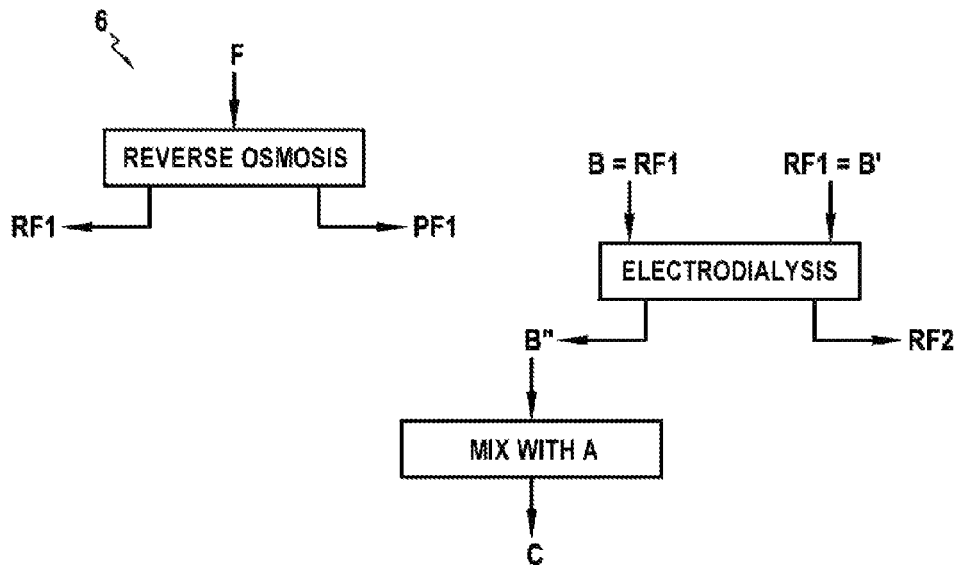 6
F
REVERSE OSMOSIS
RF1
PF1
B = RF1
RF1 = B'
ELECTRODIALYSIS
B"
RF2
MIX WITH A
C